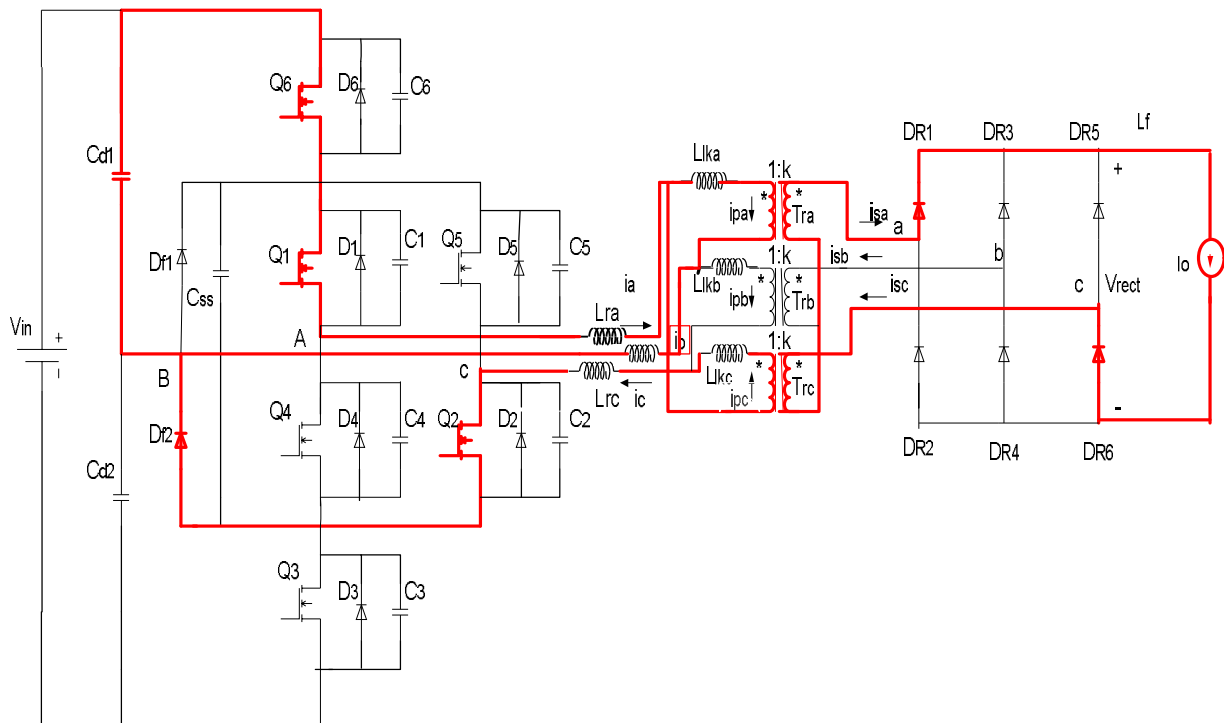 Q6
D6
C6
Cd1
DR1
DR3
DR5
Lf
Llka
1:k
+
*
*
ipa
Tra
isa
a
Df1
Q1
D1
C1
Q5
D5
C5
1:k
isb
b
Css
ia
Llkb
*
*
isc
c
Vrect
Io
ipb
Trb
Vin
+
-
A
Lra
ib
1:k
B
c
Llkc
*
*
Lrc
ic
ipc
Trc
-
Df2
Q4
D4
C4
Q2
D2
C2
DR2
DR4
DR6
Cd2
Q3
D3
C3